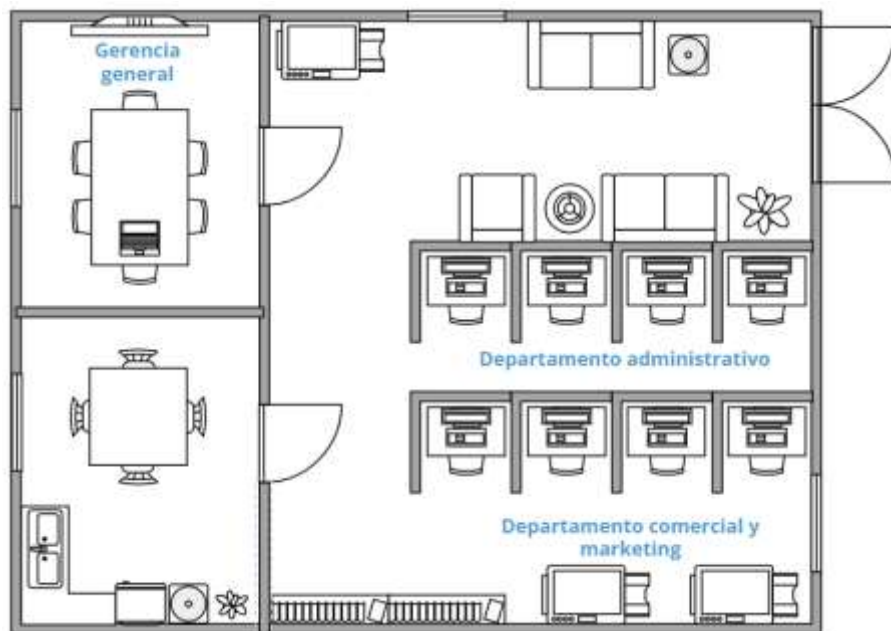 Gerencia
general
Departamento administrativo
Departamento comercial y
marketing